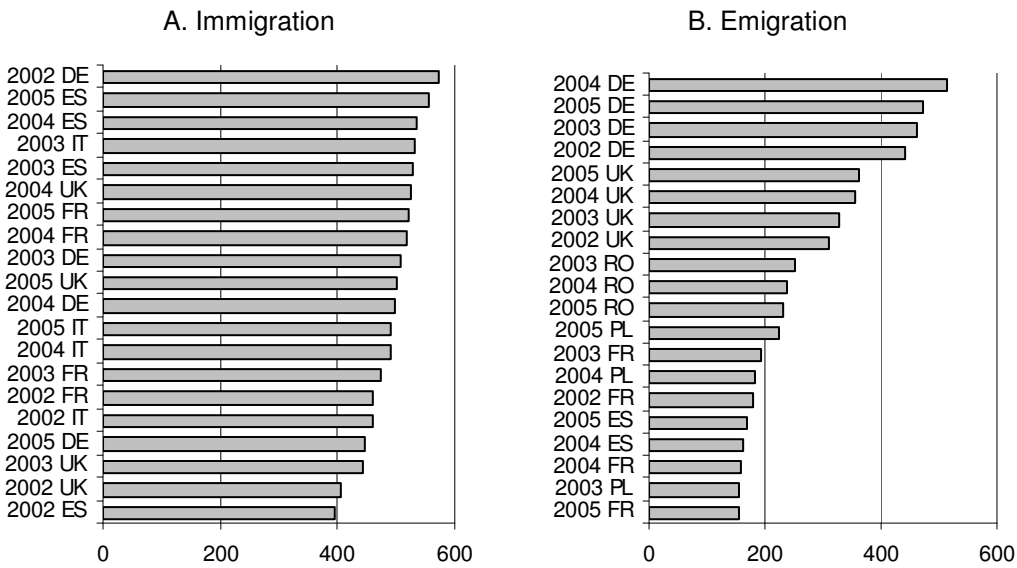 A. Immigration
2002 DE
2005 ES
2004 ES
2003 IT
2003 ES
2004 UK
2005 FR
2004 FR
2003 DE
2005 UK
2004 DE
2005 IT
2004 IT
2003 FR
2002 FR
2002 IT
2005 DE
2003 UK
2002 UK
2002 ES
0 200 400 600
B. Emigration
2004 DE
2005 DE
2003 DE
2002 DE
2005 UK
2004 UK
2003 UK
2002 UK
2003 RO
2004 RO
2005 RO
2005 PL
2003 FR
2004 PL
2002 FR
2005 ES
2004 ES
2004 FR
2003 PL
2005 FR
0 200 400 600